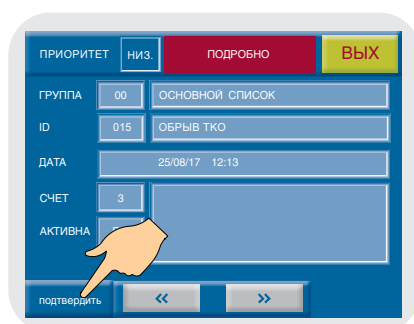 ПРИОРИТЕТ НИЗ. ПОДРОБНО ВЫХ
ГРУППА 00 ОСНОВНОЙ СПИСОК
ID 015 ОБРЫВ ТКО
ДАТА 25/08/17 12:13
СЧЕТ 3
АКТИВНА
подтвердить << >>